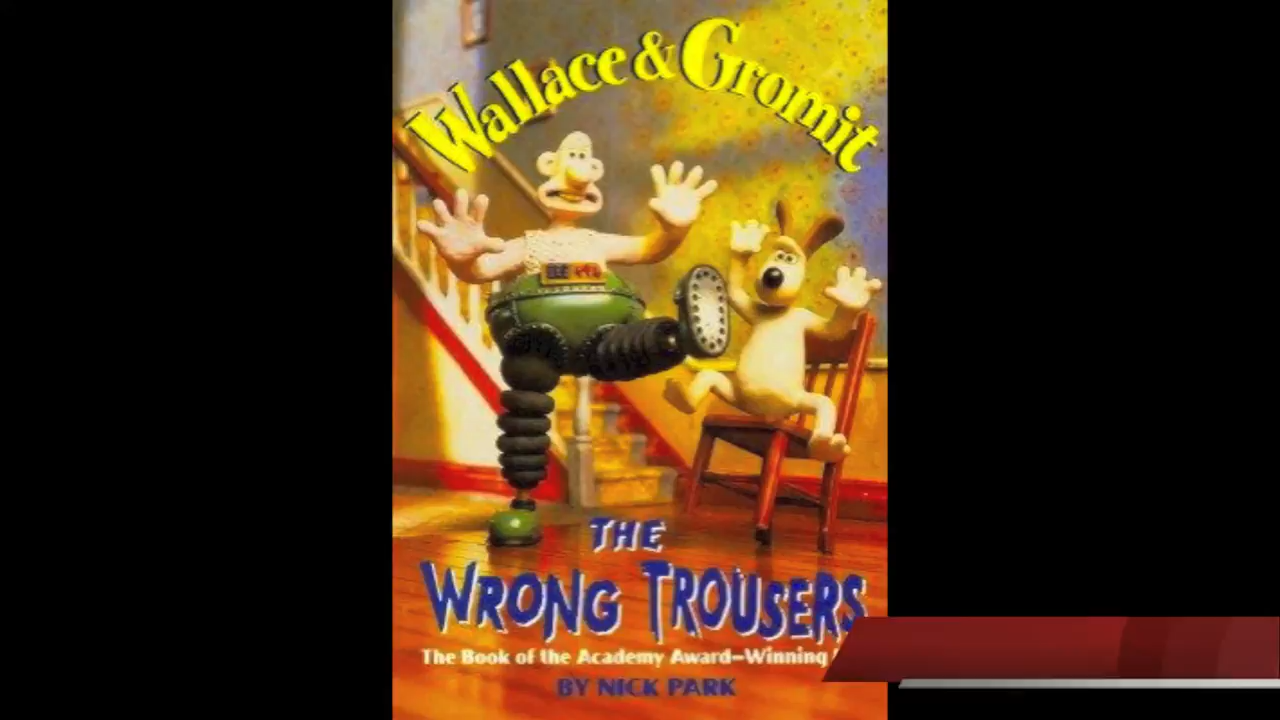 Wallace & Gromit
THE
WRONG TROUSERS
The Book of the Academy Award-Winning
BY NICK PARK